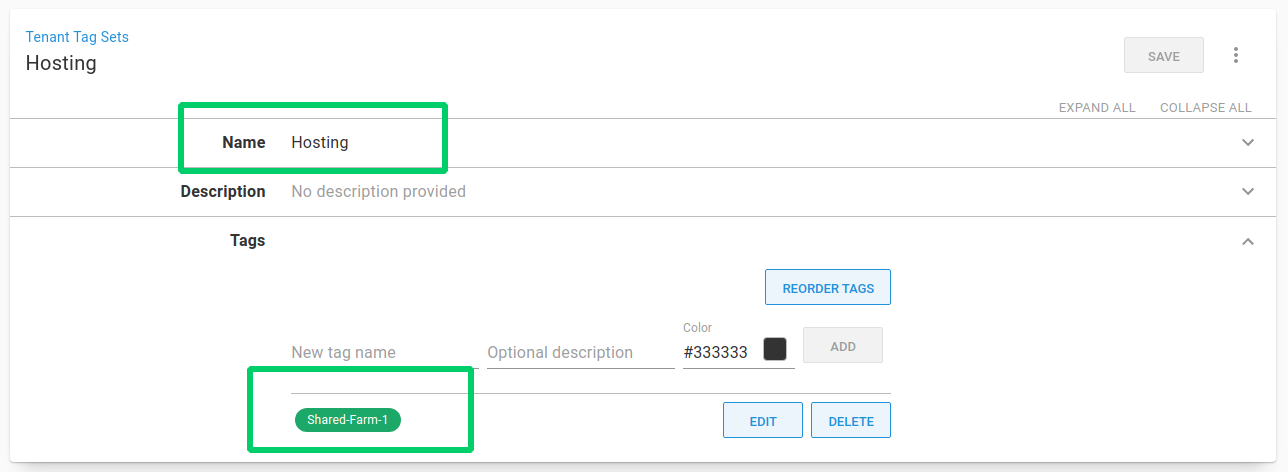 Tenant Tag Sets
Hosting
SAVE
EXPAND ALL COLLAPSE ALL
Name Hosting
Description No description provided
Tags
REORDER TAGS
Color
New tag name Optional description #333333 ADD
Shared-Farm-1 EDIT DELETE